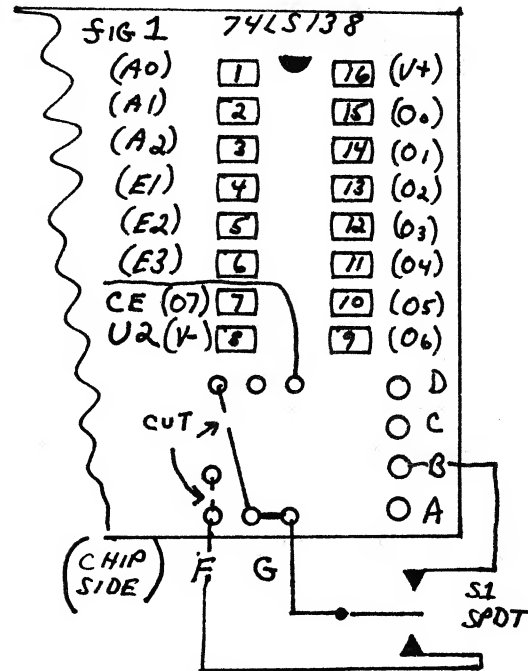 FIG 1 74LS138
(A0) 1 16 (V+)
(A1) 2 15 (O0)
(A2) 3 14 (O1)
(E1) 4 13 (O2)
(E2) 5 12 (O3)
(E3) 6 11 (O4)
CE (O7) 7 10 (O5)
U2 (V-) 8 9 (O6)
D
CUT C
B
A
(CHIP SIDE) F G
S1
SPDT